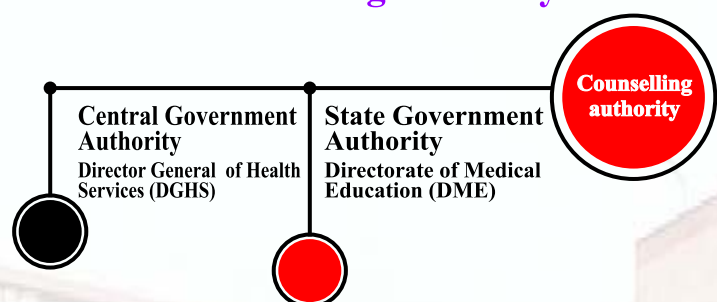 Counselling
authority
Central Government
Authority
Director General of Health
Services (DGHS)
State Government
Authority
Directorate of Medical
Education (DME)